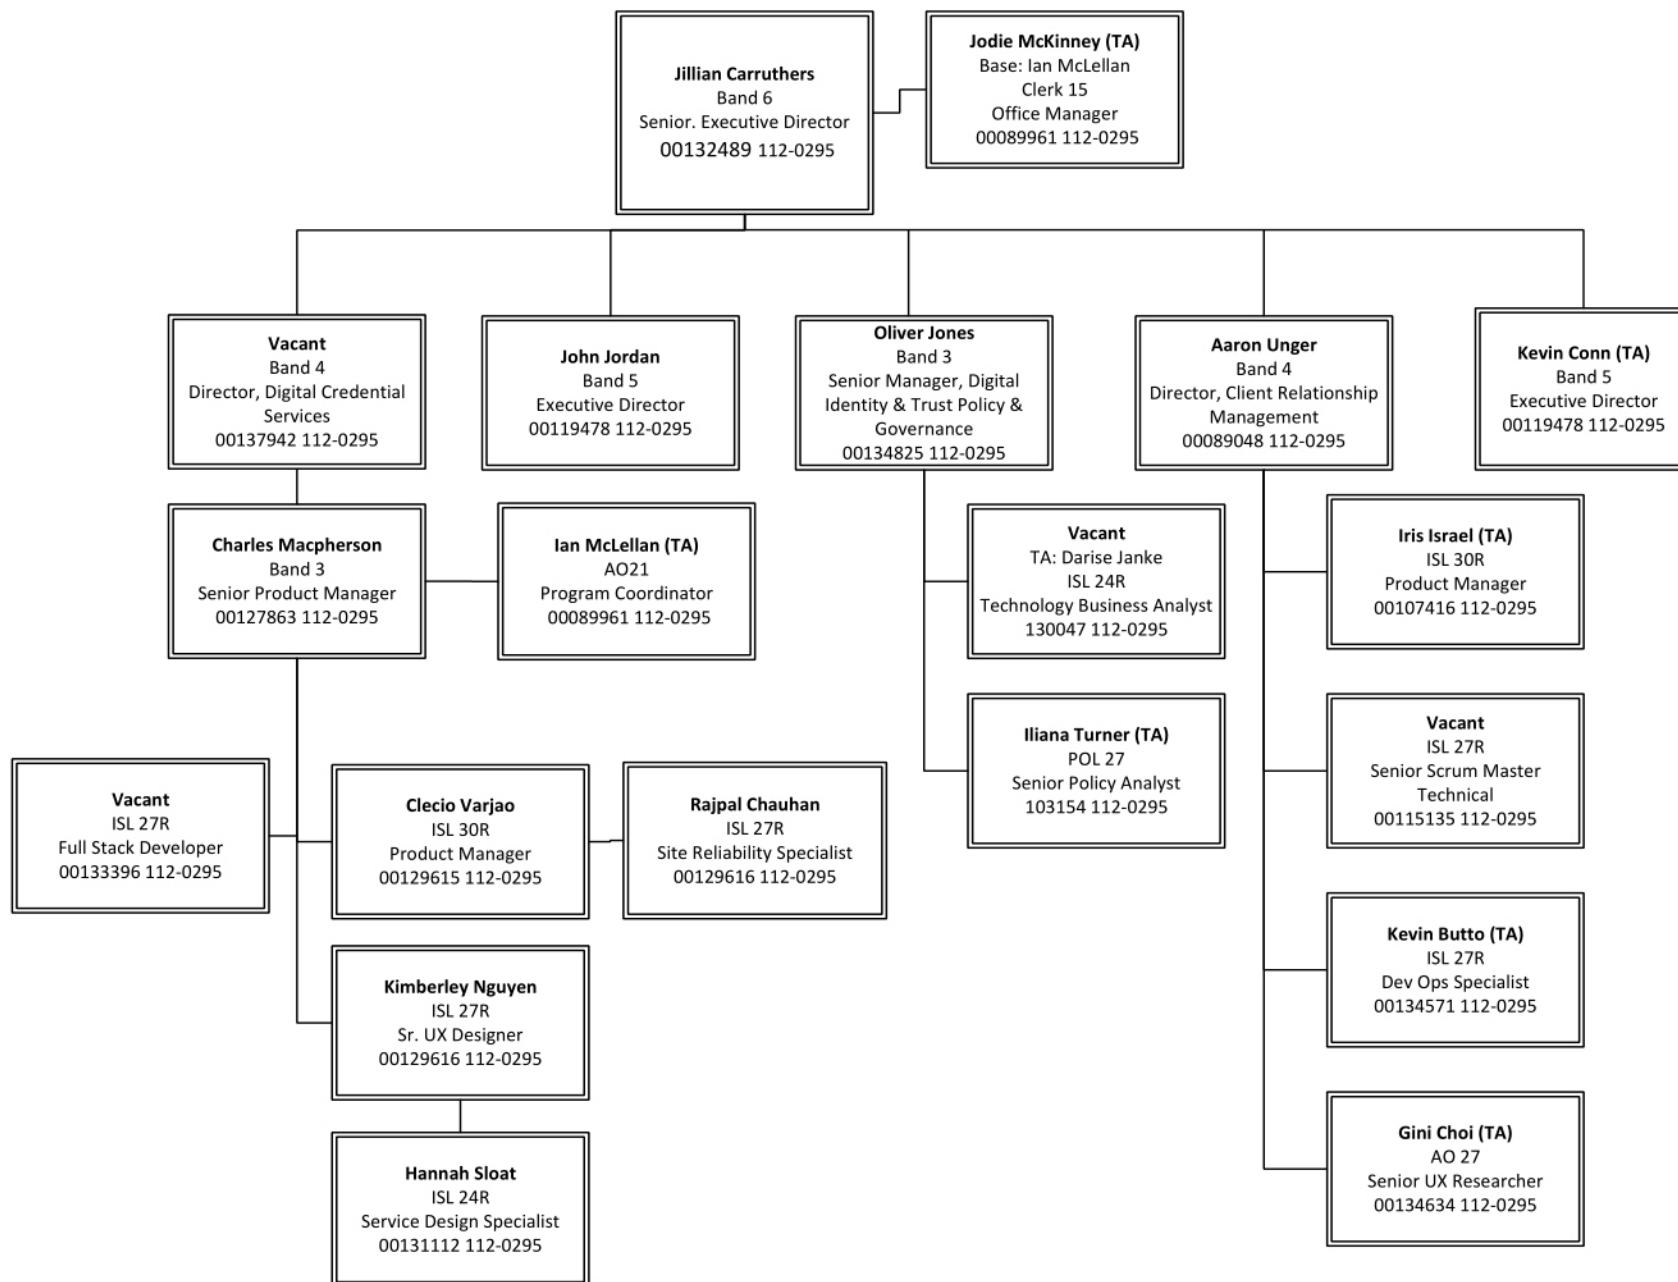 Jillian Carruthers
Band 6
Senior. Executive Director
00132489 112-0295
Jodie McKinney (TA)
Base: Ian McLellan
Clerk 15
Office Manager
00089961 112-0295
Vacant
Band 4
Director, Digital Credential
Services
00137942 112-0295
John Jordan
Band 5
Executive Director
00119478 112-0295
Oliver Jones
Band 3
Senior Manager, Digital
Identity & Trust Policy &
Governance
00134825 112-0295
Aaron Unger
Band 4
Director, Client Relationship
Management
00089048 112-0295
Kevin Conn (TA)
Band 5
Executive Director
00119478 112-0295
Charles Macpherson
Band 3
Senior Product Manager
00127863 112-0295
Ian McLellan (TA)
AO21
Program Coordinator
00089961 112-0295
Vacant
TA: Darise Janke
ISL 24R
Technology Business Analyst
130047 112-0295
Iris Israel (TA)
ISL 30R
Product Manager
00107416 112-0295
Iliana Turner (TA)
POL 27
Senior Policy Analyst
103154 112-0295
Vacant
ISL 27R
Senior Scrum Master
Technical
00115135 112-0295
Vacant
ISL 27R
Full Stack Developer
00133396 112-0295
Clecio Varjao
ISL 30R
Product Manager
00129615 112-0295
Rajpal Chauhan
ISL 27R
Site Reliability Specialist
00129616 112-0295
Kevin Butto (TA)
ISL 27R
Dev Ops Specialist
00134571 112-0295
Kimberley Nguyen
ISL 27R
Sr. UX Designer
00129616 112-0295
Gini Choi (TA)
AO 27
Senior UX Researcher
00134634 112-0295
Hannah Sloat
ISL 24R
Service Design Specialist
00131112 112-0295